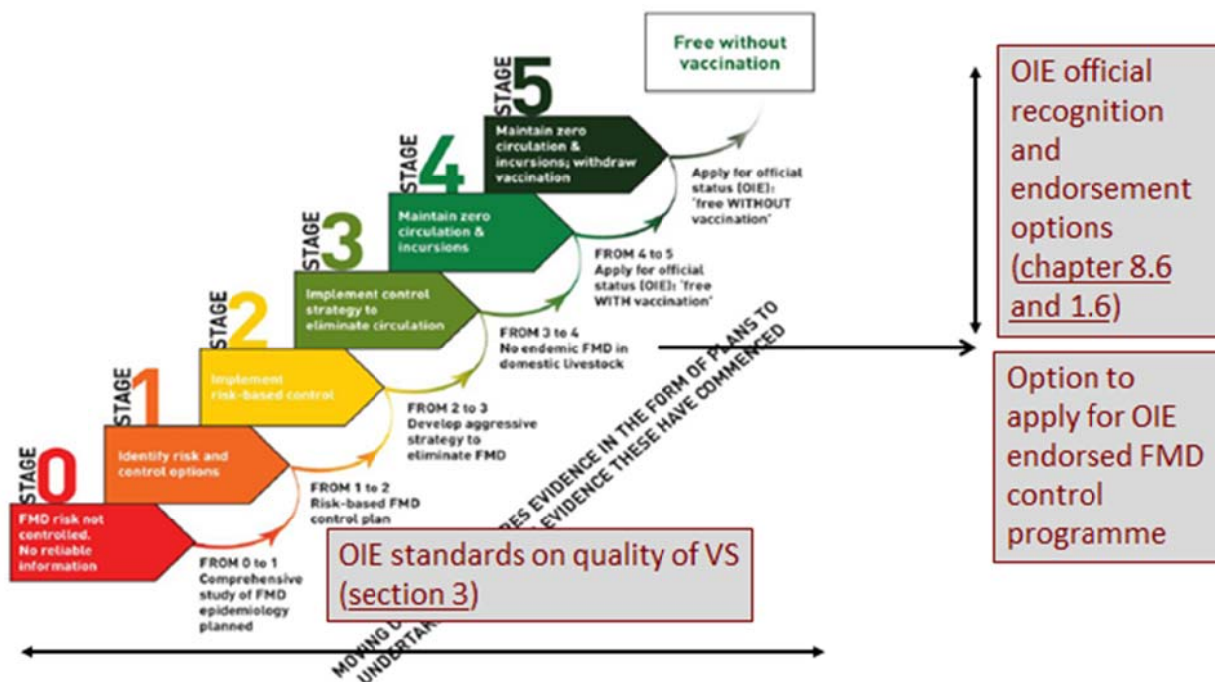 Free without
vaccination
STAGE
5
Maintain zero
circulation &
incursions; withdraw
vaccination
Apply for official
status (OIE):
'free WITHOUT
vaccination'
STAGE
4
Maintain zero
circulation &
incursions
FROM 4 to 5
Apply for official
status (OIE): 'free
WITH vaccination'
STAGE
3
Implement control
strategy to
eliminate circulation
FROM 3 to 4
No endemic FMD in
domestic livestock
STAGE
2
Implement
risk-based control
FROM 2 to 3
Develop aggressive
strategy to
eliminate FMD
STAGE
1
Identify risk and
control options
FROM 1 to 2
Risk-based FMD
control plan
STAGE
0
FMD risk not
controlled.
No reliable
information
FROM 0 to 1
Comprehensive
study of FMD
epidemiology
planned
MOVING EVIDENCE IN THE FORM OF PLANS TO
EVIDENCE THESE HAVE COMMENCED
OIE standards on quality of VS
(section 3)
OIE official
recognition
and
endorsement
options
(chapter 8.6
and 1.6)
Option to
apply for OIE
endorsed FMD
control
programme